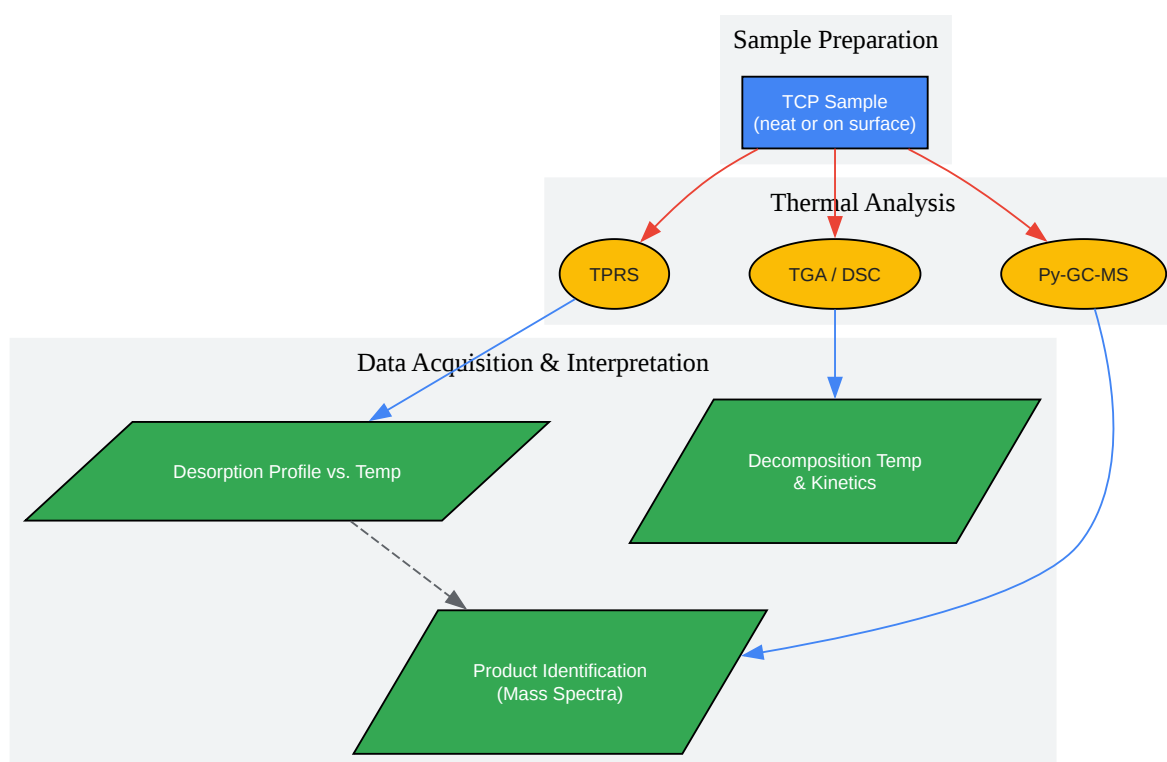 Sample Preparation
TCP Sample
(neat or on surface)
Thermal Analysis
TPRS
TGA / DSC
Py-GC-MS
Data Acquisition & Interpretation
Desorption Profile vs. Temp
Decomposition Temp
& Kinetics
Product Identification
(Mass Spectra)